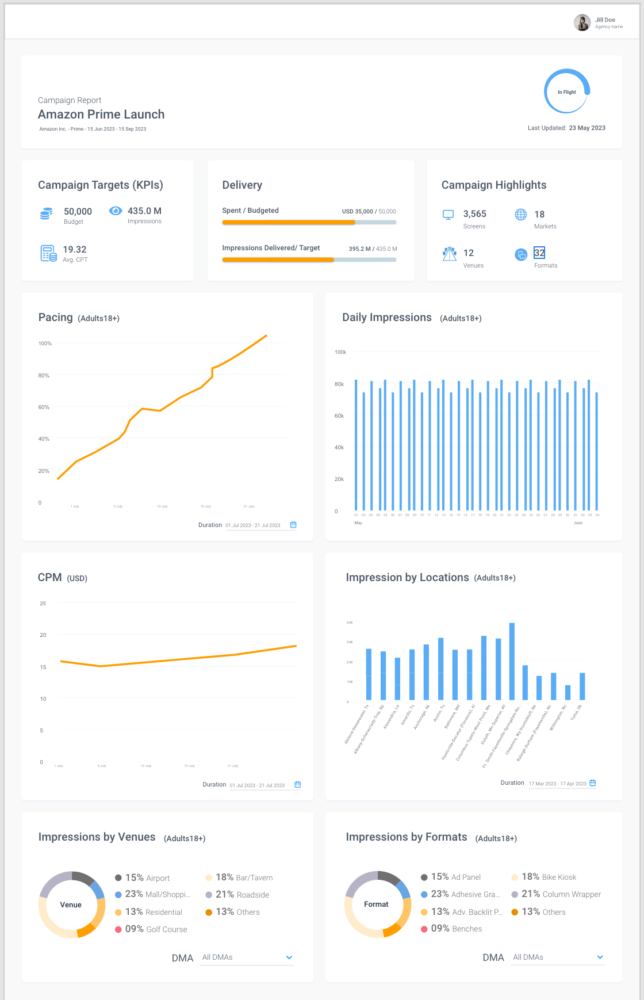 Jill Doe
Agency name
Campaign Report
Amazon Prime Launch
Amazon Inc. - Prime - 15 Jun 2023 - 15 Sep 2023
In Flight
Last Updated: 23 May 2023
Campaign Targets (KPIs)
50,000
Budget
435.0 M
Impressions
19.32
Avg. CPT
Delivery
Spent / Budgeted
USD 35,000 / 50,000
Impressions Delivered/ Target
395.2 M / 435.0 M
Campaign Highlights
3,565
Screens
18
Markets
12
Venues
32
Formats
Pacing (Adults18+)
100%
80%
60%
40%
20%
0
1 July 5 July 10 July 15 July 21 July
Duration 01 Jul 2023 - 21 Jul 2023
Daily Impressions (Adults18+)
100k
80k
60k
40k
20k
0
01 02 03 04 05 06 07 08 09 10 11 12 13 14 15 16 17 18 19 20 21 22 23 24 25 26 27 28 29 30 01 02 03 04
May June
CPM (USD)
25
20
15
10
5
0
1 July 5 July 10 July 15 July 21 July
Duration 01 Jul 2023 - 21 Jul 2023
Impression by Locations (Adults18+)
4 M
3 M
2 M
1 M
0
Abilene-Sweetwater, Tx
Albany-Schenectady-Troy, Ny
Alexandria, La
Amarillo, Tx
Anchorage, Ak
Austin, Tx
Baltimore, Md
Huntsville-Decatur (Florence), Al
Columbus-Tupelo-West Point, Ms
Duluth, Mn-Superior, Wi
Ft. Smith-Fayetteville-Springdale-Ro..
Cheyenne, Wy-Scottsbluff, Ne
Raleigh-Durham (Fayetteville), Nc
Wilmington, Nc
Tulsa, Ok
Duration 17 Mar 2023 - 17 Apr 2023
Impressions by Venues (Adults18+)
Venue
15% Airport
23% Mall/Shoppi...
13% Residential
09% Golf Course
18% Bar/Tavern
21% Roadside
13% Others
DMA All DMAs
Impressions by Formats (Adults18+)
Format
15% Ad Panel
23% Adhesive Gra...
13% Adv. Backlit P...
09% Benches
18% Bike Kiosk
21% Column Wrapper
13% Others
DMA All DMAs